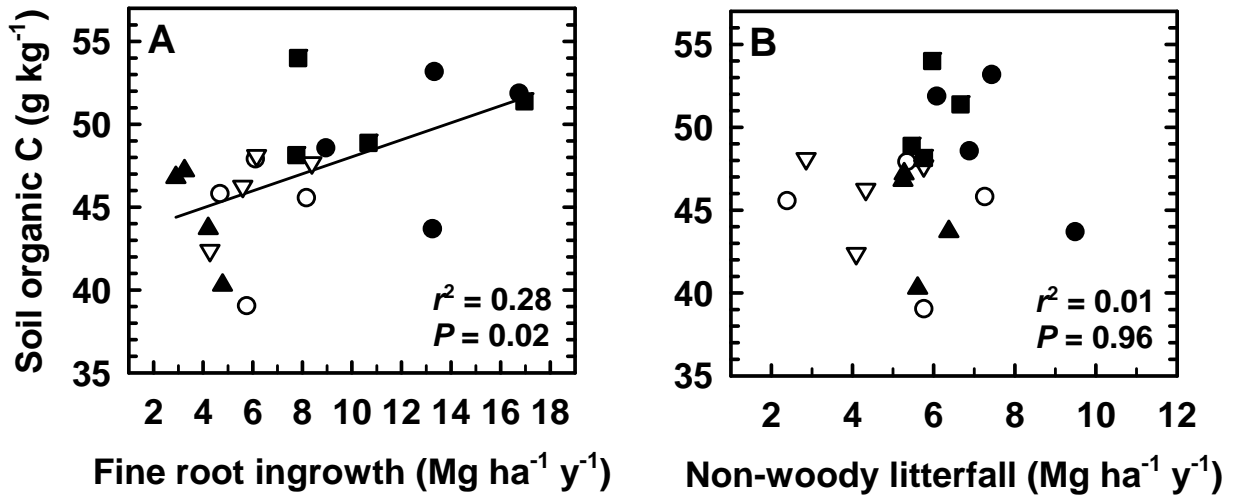 A
B
Soil organic C (g kg⁻¹)
55
50
45
40
35
r² = 0.28
P = 0.02
2 4 6 8 10 12 14 16 18
Fine root ingrowth (Mg ha⁻¹ y⁻¹)
55
50
45
40
35
r² = 0.01
P = 0.96
2 4 6 8 10 12
Non-woody litterfall (Mg ha⁻¹ y⁻¹)